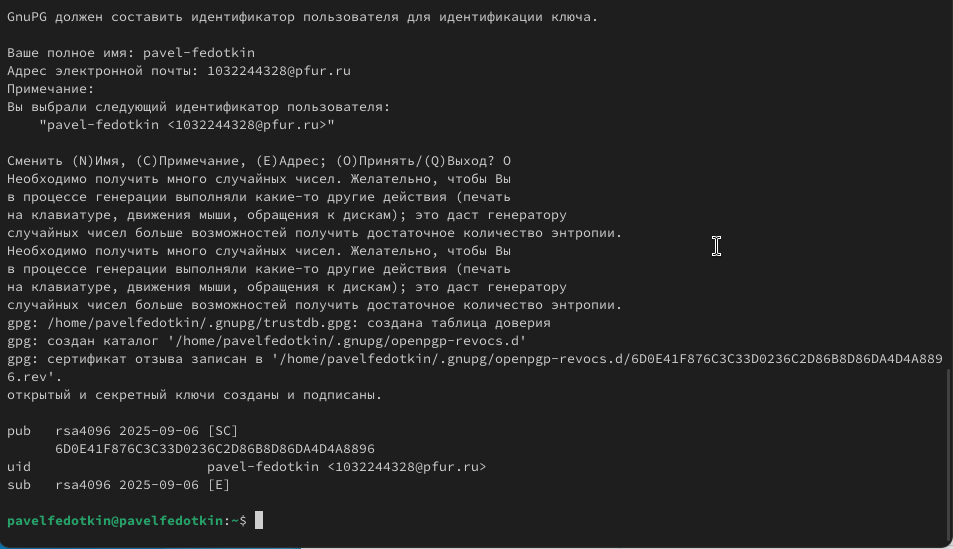 GnuPG должен составить идентификатор пользователя для идентификации ключа.
Ваше полное имя: pavel-fedotkin
Адрес электронной почты: 1032244328@pfur.ru
Примечание:
Вы выбрали следующий идентификатор пользователя:
"pavel-fedotkin <1032244328@pfur.ru>"
Сменить (N)Имя, (C)Примечание, (E)Адрес; (O)Принять/(Q)Выход? O
Необходимо получить много случайных чисел. Желательно, чтобы Вы
в процессе генерации выполняли какие-то другие действия (печать
на клавиатуре, движения мыши, обращения к дискам); это даст генератору
случайных чисел больше возможностей получить достаточное количество энтропии.
Необходимо получить много случайных чисел. Желательно, чтобы Вы
в процессе генерации выполняли какие-то другие действия (печать
на клавиатуре, движения мыши, обращения к дискам); это даст генератору
случайных чисел больше возможностей получить достаточное количество энтропии.
gpg: /home/pavelfedotkin/.gnupg/trustdb.gpg: создана таблица доверия
gpg: создан каталог '/home/pavelfedotkin/.gnupg/openpgp-revocs.d'
gpg: сертификат отзыва записан в '/home/pavelfedotkin/.gnupg/openpgp-revocs.d/6D0E41F876C3C33D0236C2D86B8D86DA4D4A889
6.rev'.
открытый и секретный ключи созданы и подписаны.
pub   rsa4096 2025-09-06 [SC]
6D0E41F876C3C33D0236C2D86B8D86DA4D4A8896
uid                      pavel-fedotkin <1032244328@pfur.ru>
sub   rsa4096 2025-09-06 [E]
pavelfedotkin@pavelfedotkin:~$